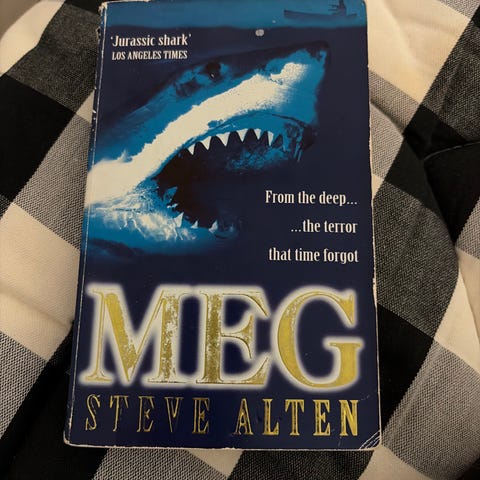 'Jurassic shark'
LOS ANGELES TIMES
From the deep...
...the terror
that time forgot
MEG
STEVE ALTEN